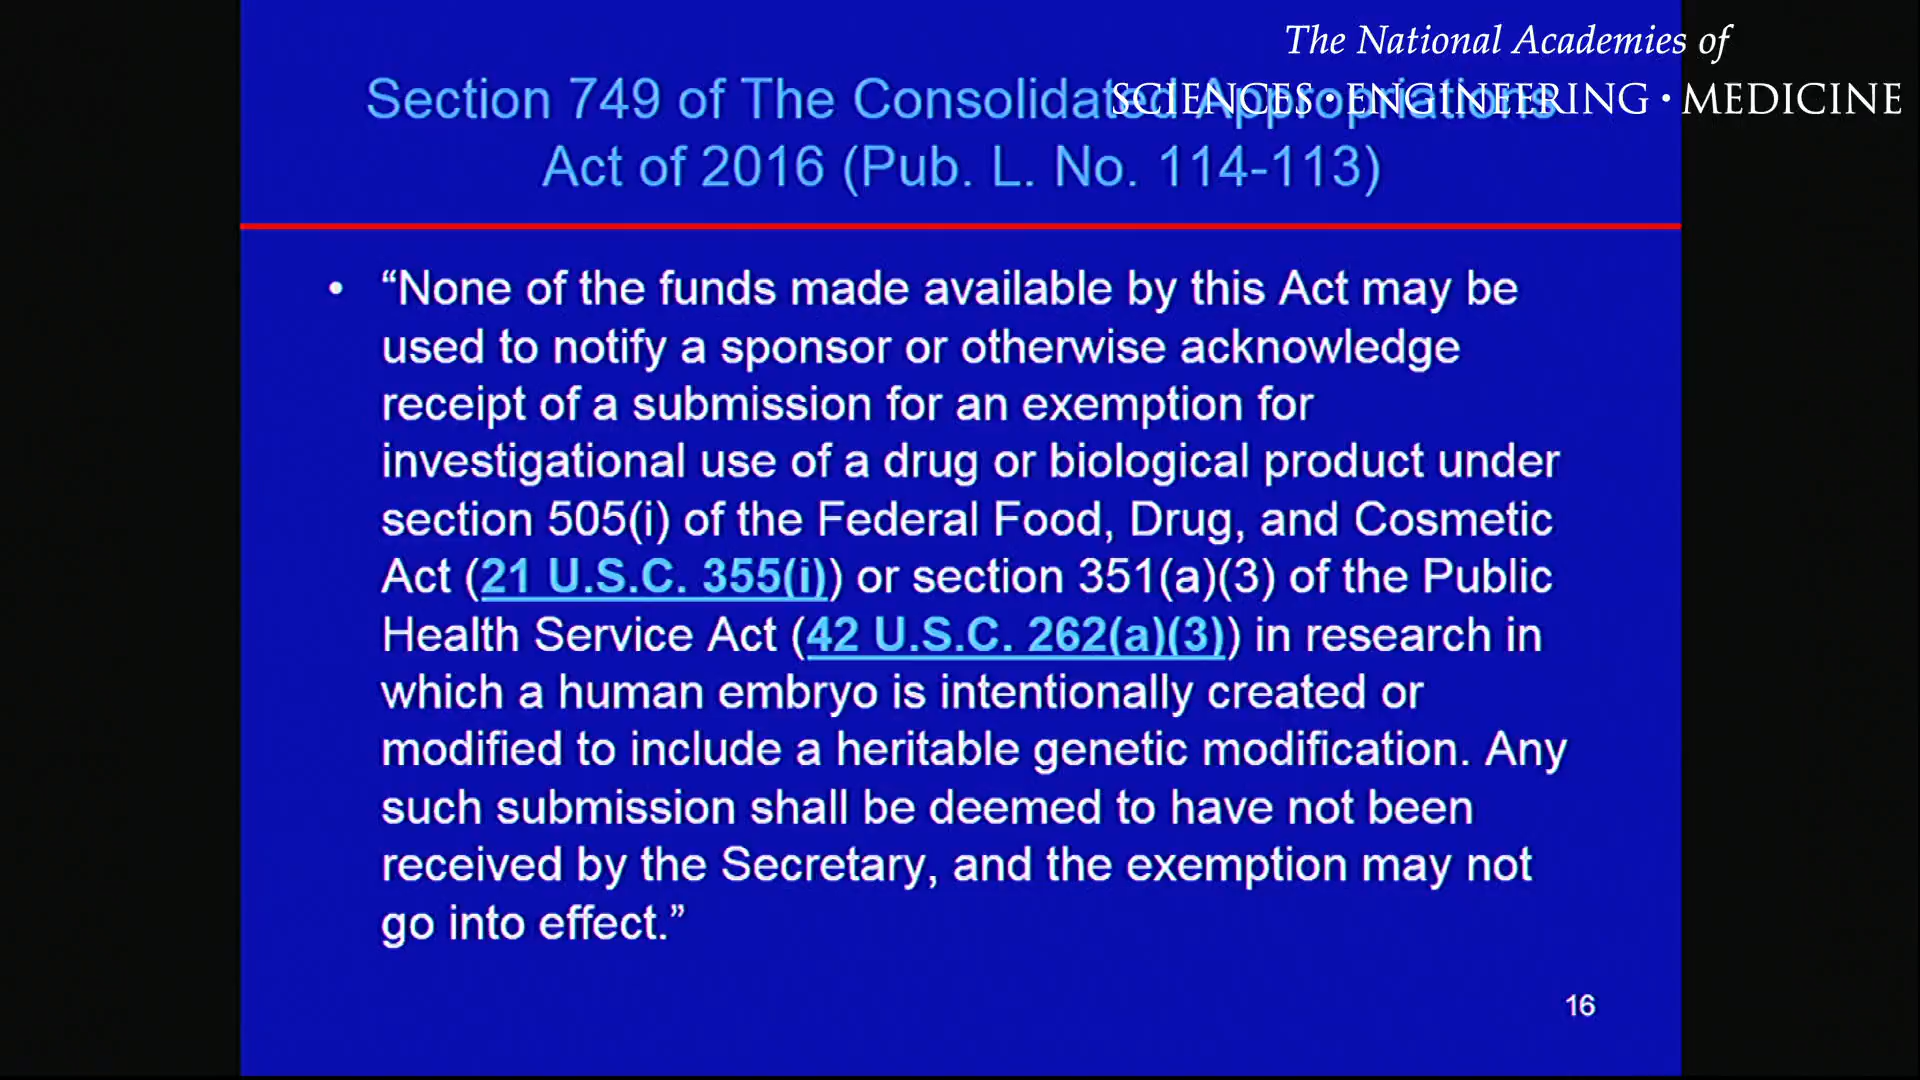 The National Academies of
SCIENCES · ENGINEERING · MEDICINE
Section 749 of The Consolidated Appropriations
Act of 2016 (Pub. L. No. 114-113)
• “None of the funds made available by this Act may be
used to notify a sponsor or otherwise acknowledge
receipt of a submission for an exemption for
investigational use of a drug or biological product under
section 505(i) of the Federal Food, Drug, and Cosmetic
Act (21 U.S.C. 355(i)) or section 351(a)(3) of the Public
Health Service Act (42 U.S.C. 262(a)(3)) in research in
which a human embryo is intentionally created or
modified to include a heritable genetic modification. Any
such submission shall be deemed to have not been
received by the Secretary, and the exemption may not
go into effect.”
16